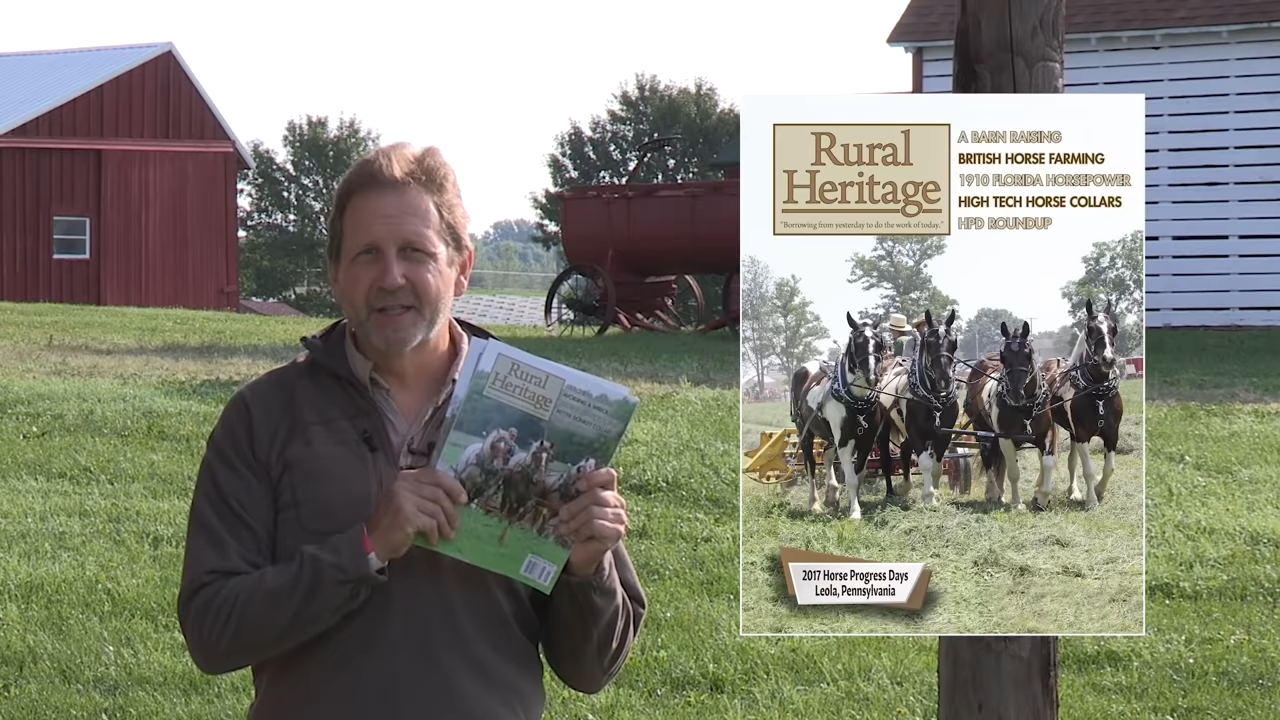 Rural
Heritage
"Borrowing from yesterday to do the work of today."
A BARN RAISING
BRITISH HORSE FARMING
1910 FLORIDA HORSEPOWER
HIGH TECH HORSE COLLARS
HPD ROUNDUP
2017 Horse Progress Days
Leola, Pennsylvania
Rural
Heritage